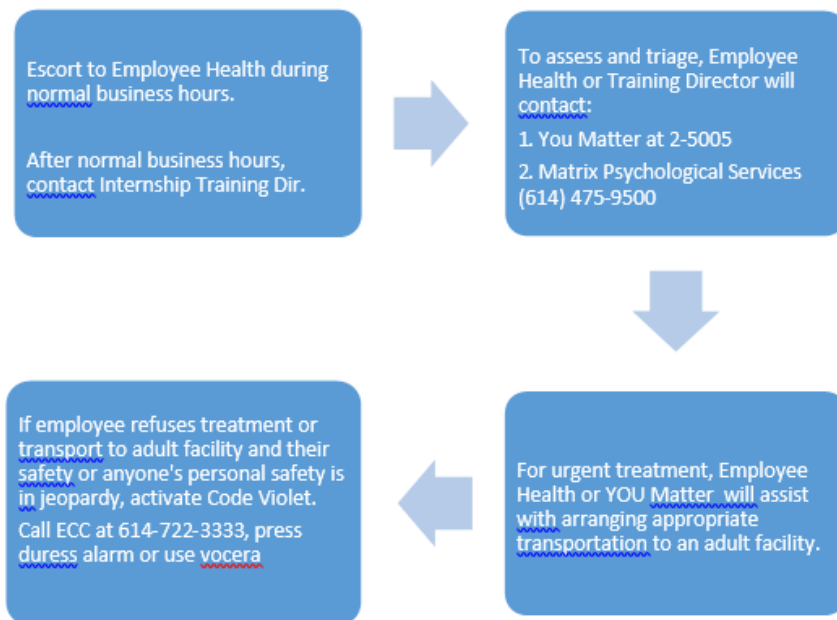 Escort to Employee Health during
normal business hours.
After normal business hours,
contact Internship Training Dir.
To assess and triage, Employee
Health or Training Director will
contact:
1. You Matter at 2-5005
2. Matrix Psychological Services
(614) 475-9500
For urgent treatment, Employee
Health or YOU Matter will assist
with arranging appropriate
transportation to an adult facility.
If employee refuses treatment or
transport to adult facility and their
safety or anyone's personal safety is
in jeopardy, activate Code Violet.
Call ECC at 614-722-3333, press
duress alarm or use vocera